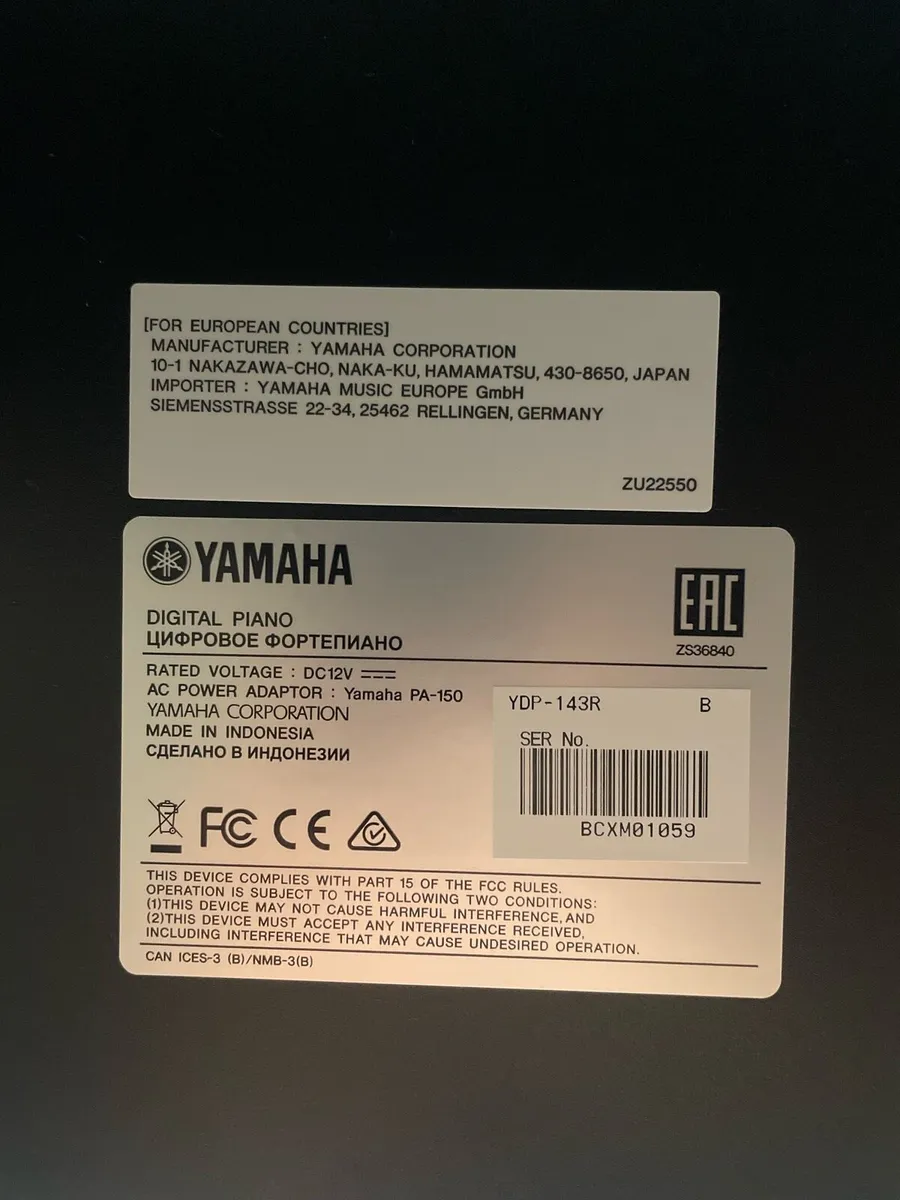 [FOR EUROPEAN COUNTRIES]
MANUFACTURER : YAMAHA CORPORATION
10-1 NAKAZAWA-CHO, NAKA-KU, HAMAMATSU, 430-8650, JAPAN
IMPORTER : YAMAHA MUSIC EUROPE GmbH
SIEMENSSTRASSE 22-34, 25462 RELLINGEN, GERMANY
ZU22550
YAMAHA
DIGITAL PIANO
ЦИФРОВОЕ ФОРТЕПИАНО
EAC
ZS36840
RATED VOLTAGE : DC12V
AC POWER ADAPTOR : Yamaha PA-150
YAMAHA CORPORATION
MADE IN INDONESIA
СДЕЛАНО В ИНДОНЕЗИИ
YDP-143R B
SER No.
BCXM01059
FC CE
THIS DEVICE COMPLIES WITH PART 15 OF THE FCC RULES.
OPERATION IS SUBJECT TO THE FOLLOWING TWO CONDITIONS:
(1)THIS DEVICE MAY NOT CAUSE HARMFUL INTERFERENCE, AND
(2)THIS DEVICE MUST ACCEPT ANY INTERFERENCE RECEIVED,
INCLUDING INTERFERENCE THAT MAY CAUSE UNDESIRED OPERATION.
CAN ICES-3 (B)/NMB-3(B)